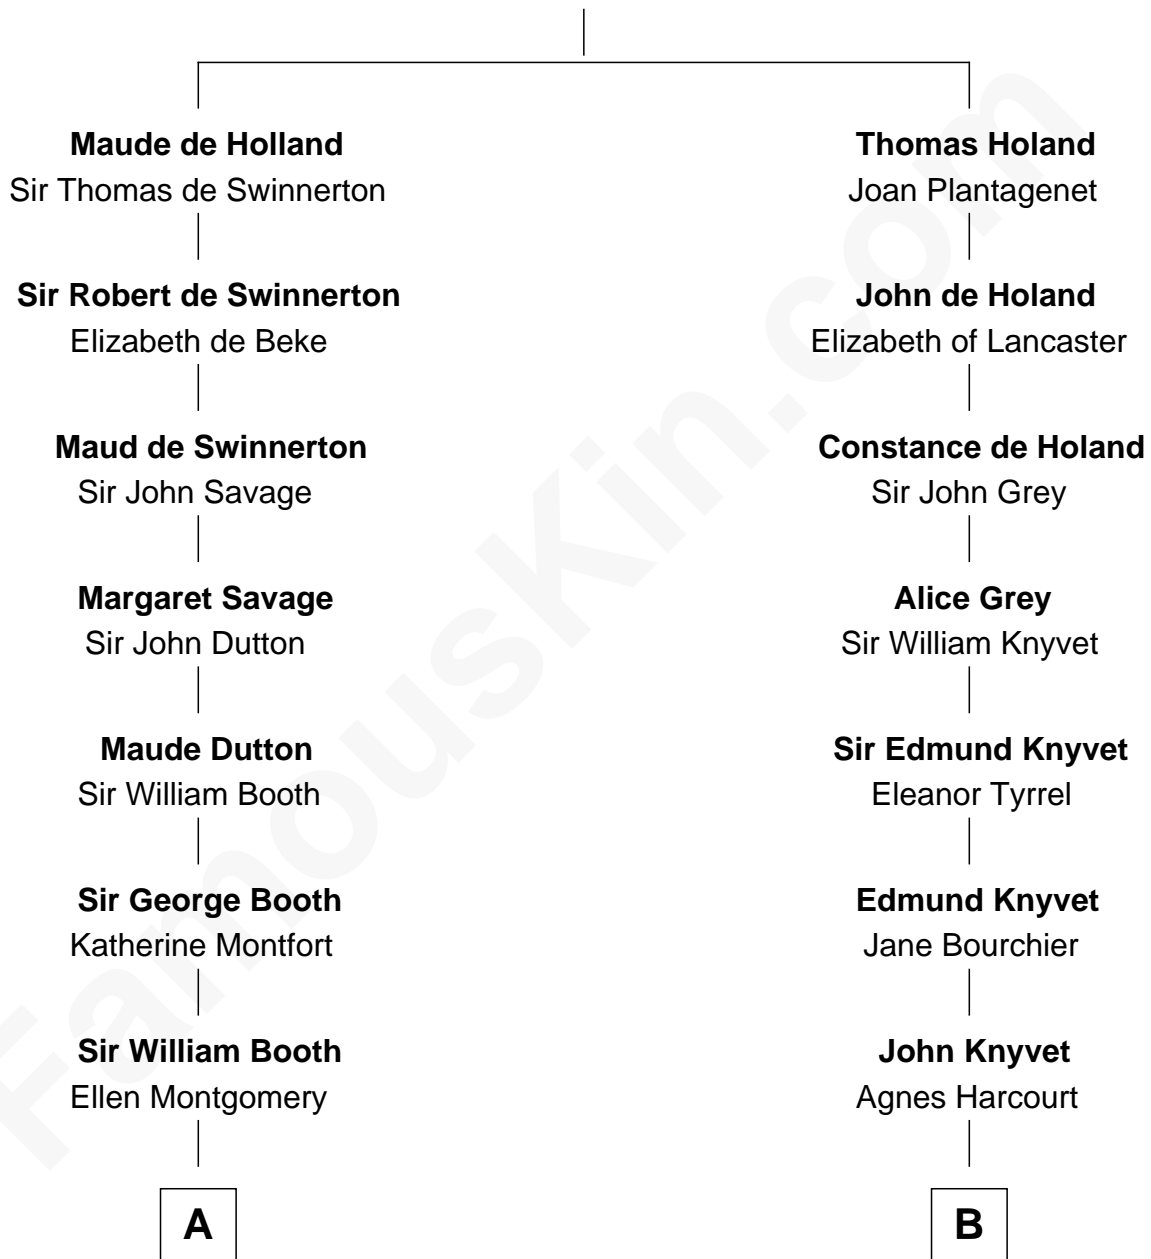 Maude de Holland
Sir Thomas de Swinnerton
Thomas Holand
Joan Plantagenet
Sir Robert de Swinnerton
Elizabeth de Beke
John de Holand
Elizabeth of Lancaster
Maud de Swinnerton
Sir John Savage
Constance de Holand
Sir John Grey
Margaret Savage
Sir John Dutton
Alice Grey
Sir William Knyvet
Maude Dutton
Sir William Booth
Sir Edmund Knyvet
Eleanor Tyrrel
Sir George Booth
Katherine Montfort
Edmund Knyvet
Jane Bourchier
Sir William Booth
Ellen Montgomery
John Knyvet
Agnes Harcourt
A
B
FamousKin.com